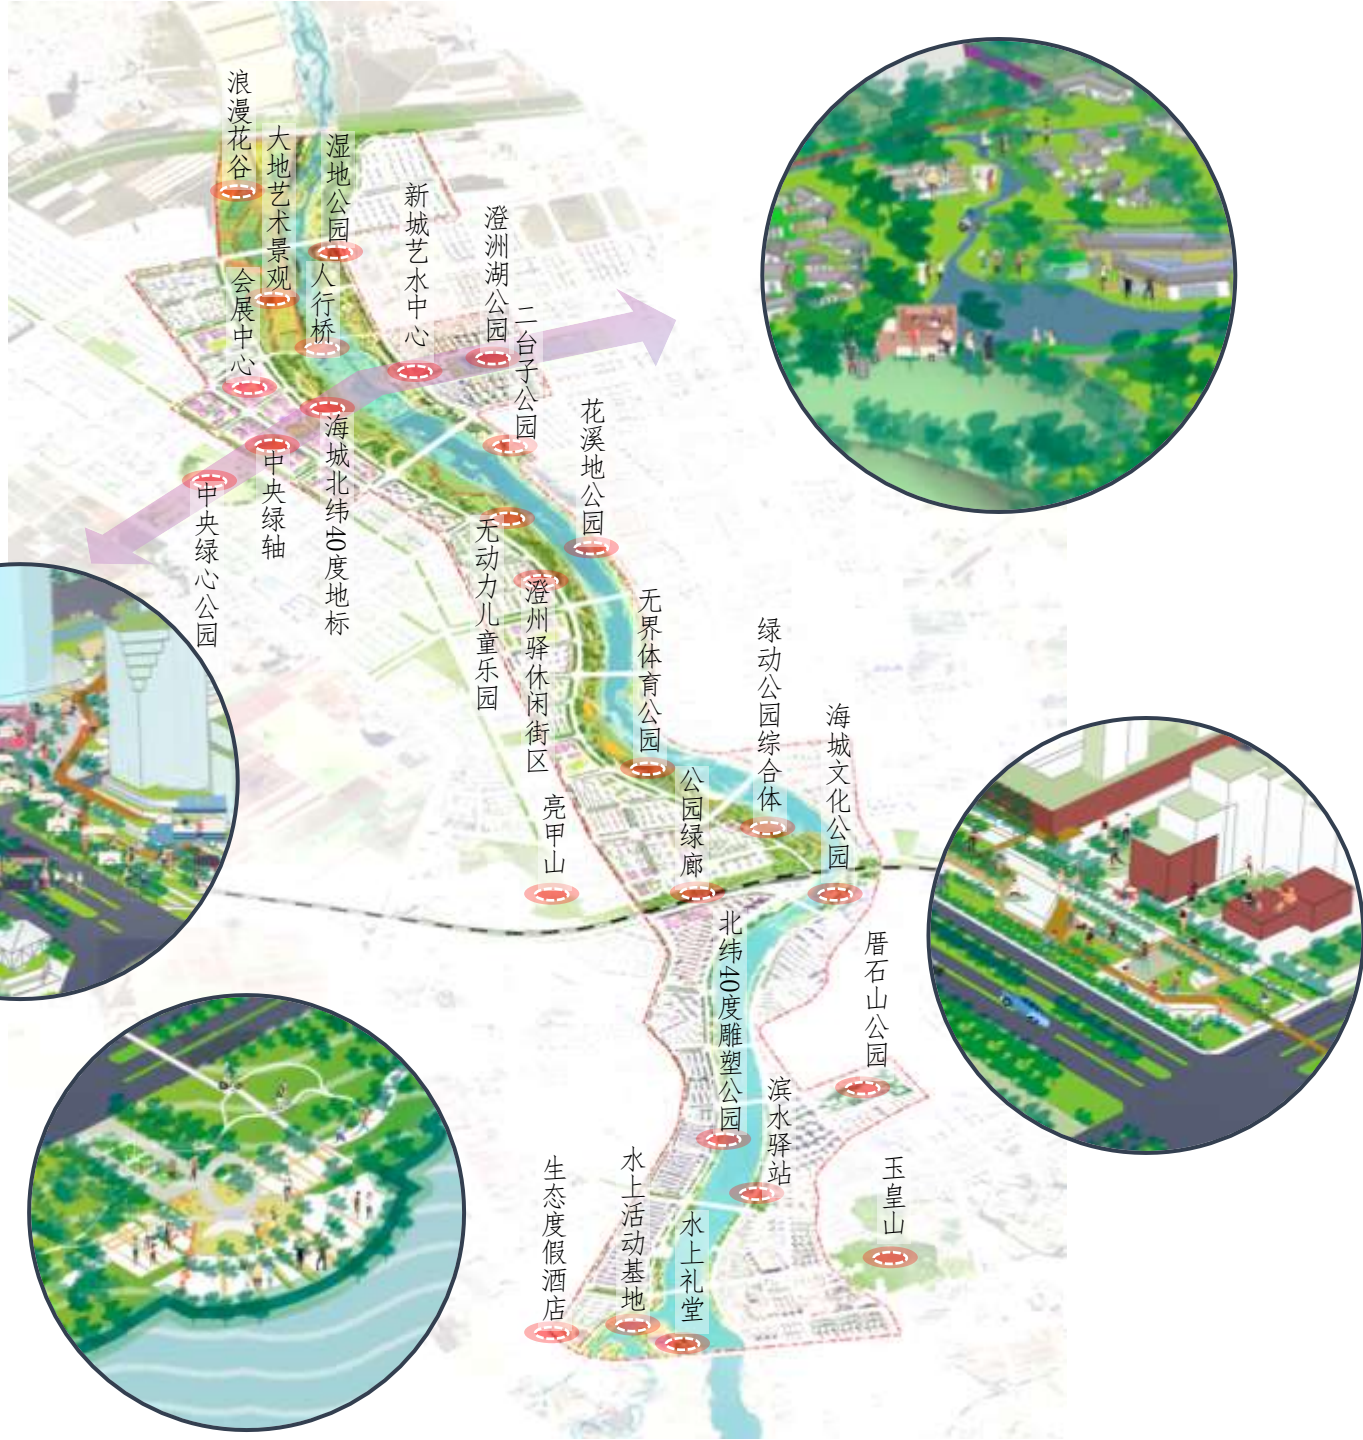 浪漫花谷
大地艺术景观
湿地公园
新城艺水中心
澄洲湖公园
二台子公园
会展中心
人行桥
海城北纬40度地标
中央绿轴
中央绿心公园
花溪地公园
无动力儿童乐园
澄州驿休闲街区
无界体育公园
绿动公园综合体
海城文化公园
公园绿廊
亮甲山
北纬40度雕塑公园
厝石山公园
滨水驿站
玉皇山
生态度假酒店
水上活动基地
水上礼堂